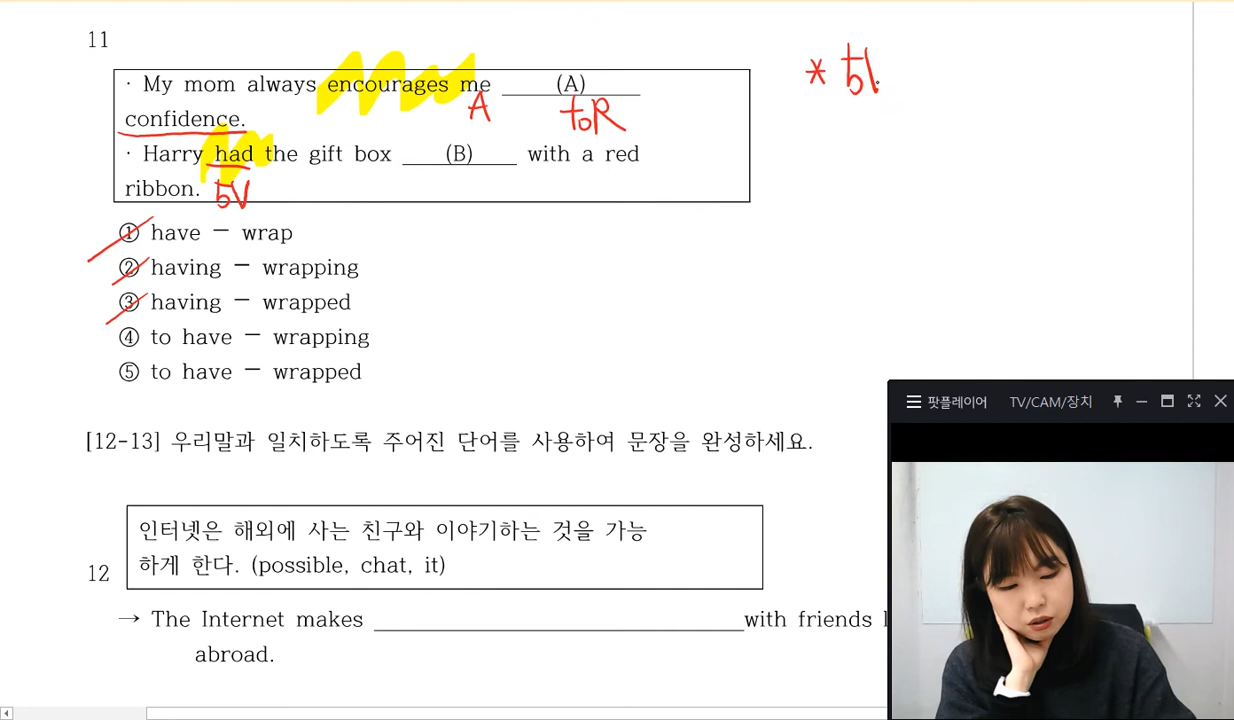 11
· My mom always encourages me (A)
A toR
confidence.
· Harry had the gift box (B) with a red
ribbon. 5V
① have - wrap
② having - wrapping
③ having - wrapped
④ to have - wrapping
⑤ to have - wrapped
[12-13] 우리말과 일치하도록 주어진 단어를 사용하여 문장을 완성하세요.
인터넷은 해외에 사는 친구와 이야기하는 것을 가능
하게 한다. (possible, chat, it)
12
→ The Internet makes with friends
abroad.
*
팟플레이어 TV/CAM/장치